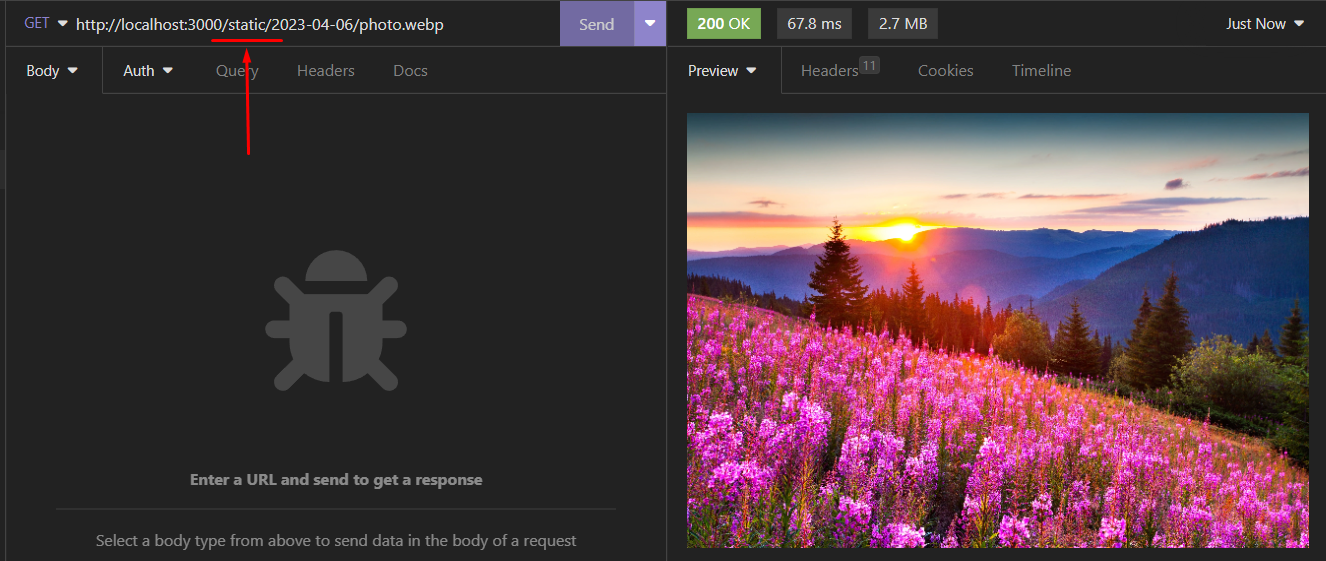 GET http://localhost:3000/static/2023-04-06/photo.webp Send
200 OK 67.8 ms 2.7 MB Just Now
Body Auth Query Headers Docs
Preview Headers 11 Cookies Timeline
Enter a URL and send to get a response
Select a body type from above to send data in the body of a request